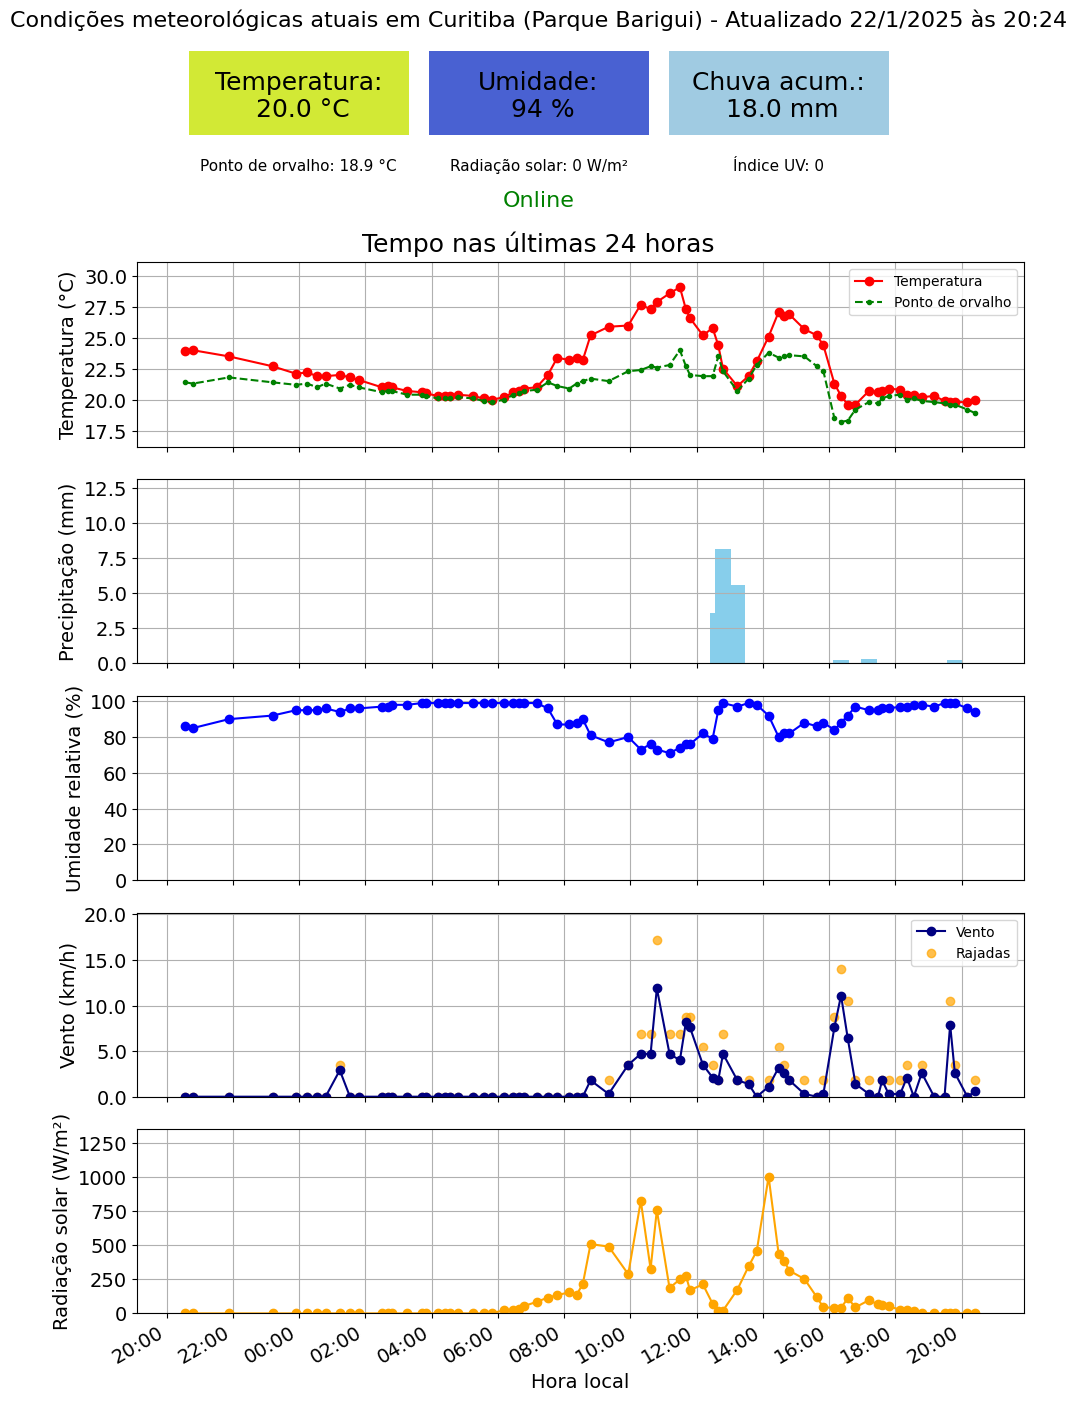 Condições meteorológicas atuais em Curitiba (Parque Barigui) - Atualizado 22/1/2025 às 20:24
Temperatura:
20.0 °C
Umidade:
94 %
Chuva acum.:
18.0 mm
Ponto de orvalho: 18.9 °C
Radiação solar: 0 W/m²
Índice UV: 0
Online
Tempo nas últimas 24 horas
Temperatura (°C)
30.0
27.5
25.0
22.5
20.0
17.5
Temperatura
Ponto de orvalho
Precipitação (mm)
12.5
10.0
7.5
5.0
2.5
0.0
Umidade relativa (%)
100
80
60
40
20
0
Vento (km/h)
20.0
15.0
10.0
5.0
0.0
Vento
Rajadas
Radiação solar (W/m²)
1250
1000
750
500
250
0
20:00
22:00
00:00
02:00
04:00
06:00
08:00
10:00
12:00
14:00
16:00
18:00
20:00
Hora local